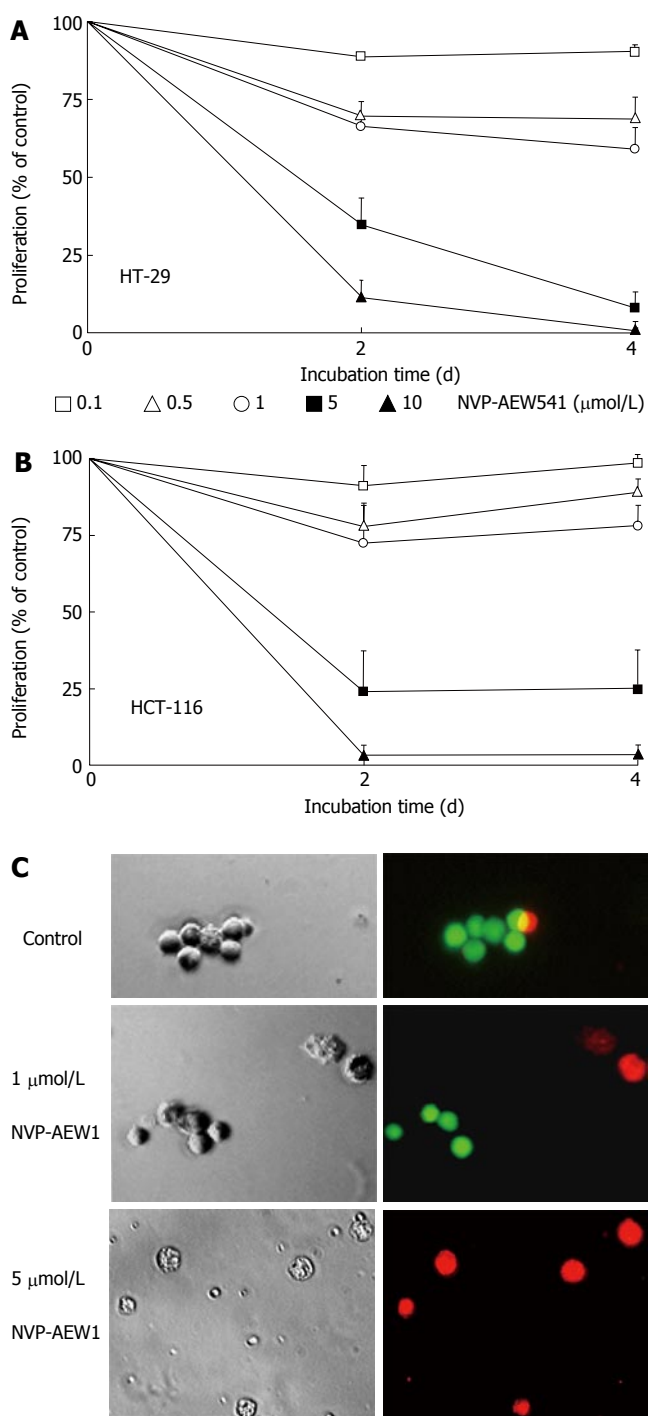 A
Proliferation (% of control)
100
75
50
25
0
HT-29
0
2
4
Incubation time (d)
0.1
0.5
1
5
10
NVP-AEW541 (μmol/L)
B
Proliferation (% of control)
100
75
50
25
0
HCT-116
0
2
4
Incubation time (d)
C
Control
1 μmol/L
NVP-AEW1
5 μmol/L
NVP-AEW1